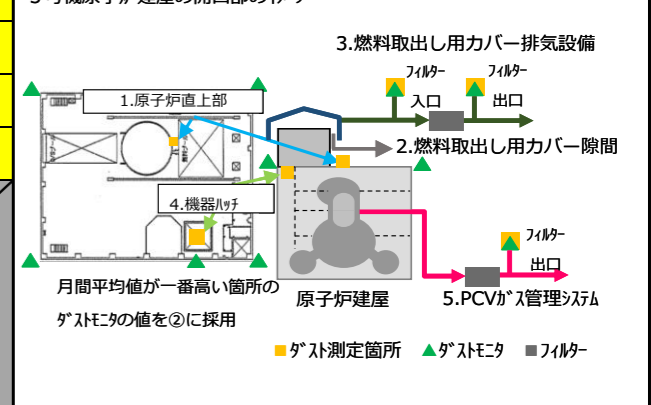 3.燃料取出し用カバー排気設備
ﾌｨﾙﾀｰ
ﾌｨﾙﾀｰ
1.原子炉直上部
入口
出口
2.燃料取出し用カバー隙間
4.機器ﾊｯﾁ
ﾌｨﾙﾀｰ
出口
月間平均値が一番高い箇所の
ﾀﾞｽﾄﾓﾆﾀの値を②に採用
原子炉建屋
5.PCVｶﾞｽ管理ｼｽﾃﾑ
■ﾀﾞｽﾄ測定箇所 ▲ﾀﾞｽﾄﾓﾆﾀ ■ﾌｨﾙﾀｰ